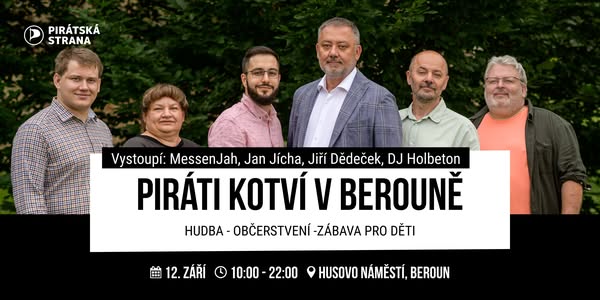 PIRÁTSKÁ
STRANA
Vystoupí: MessenJah, Jan Jícha, Jiří Dědeček, DJ Holbeton
PIRÁTI KOTVÍ V BEROUNĚ
HUDBA - OBČERSTVENÍ -ZÁBAVA PRO DĚTI
12. ZÁŘÍ 10:00 - 22:00 HUSOVO NÁMĚSTÍ, BEROUN